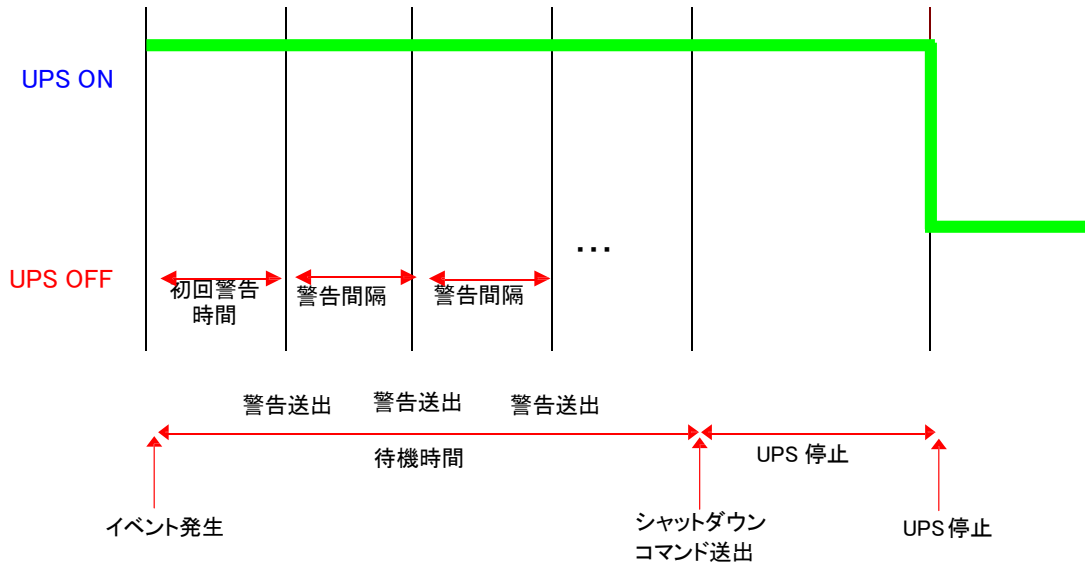 UPS ON
...
UPS OFF
初回警告
時間
警告間隔
警告間隔
警告送出
警告送出
警告送出
待機時間
UPS 停止
イベント発生
シャットダウン
コマンド送出
UPS 停止